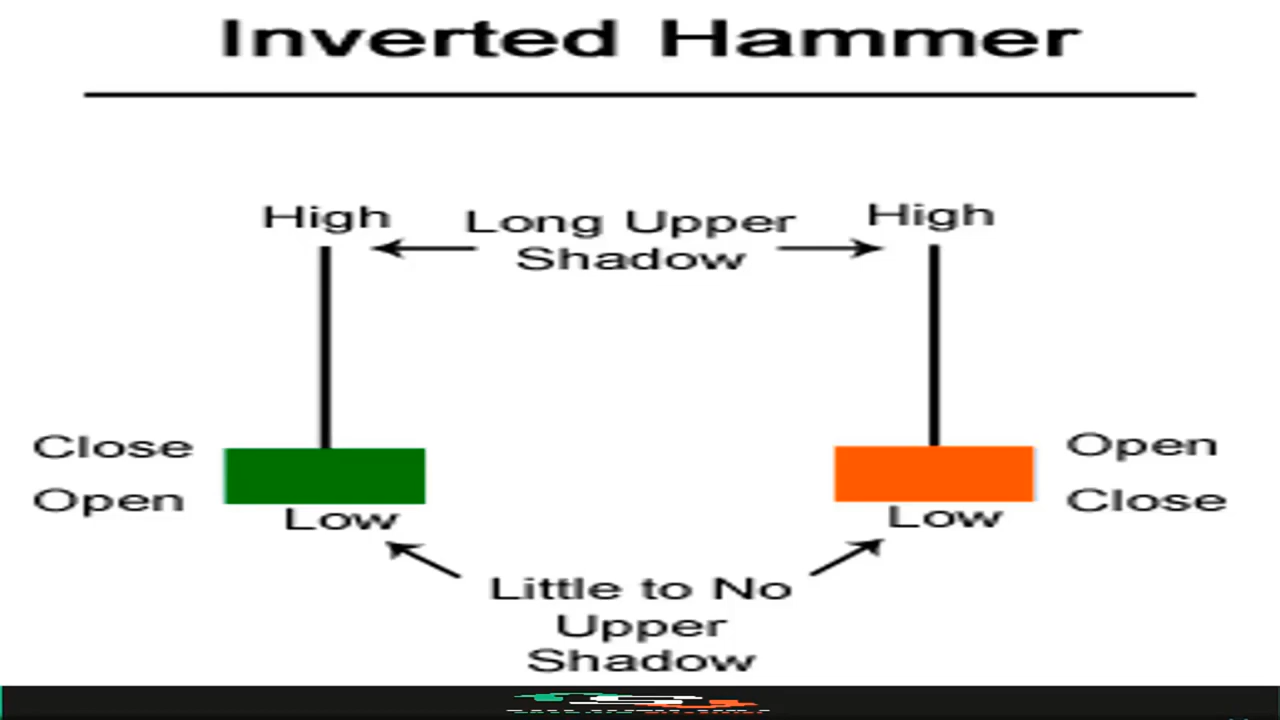 Inverted Hammer
High
Long Upper
Shadow
High
Close
Open
Open
Close
Low
Low
Little to No
Upper
Shadow